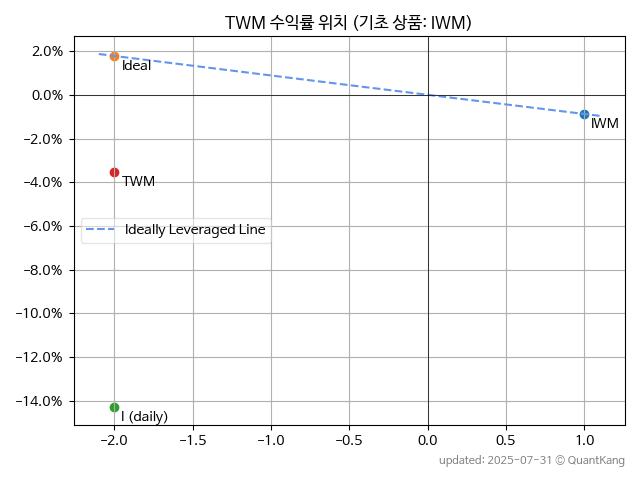 TWM 수익률 위치 (기초 상품: IWM)
2.0%
Ideal
0.0%
IWM
−2.0%
TWM
−4.0%
−6.0%
Ideally Leveraged Line
−8.0%
−10.0%
−12.0%
−14.0%
I (daily)
−2.0 −1.5 −1.0 −0.5 0.0 0.5 1.0
updated: 2025-07-31 © QuantKang